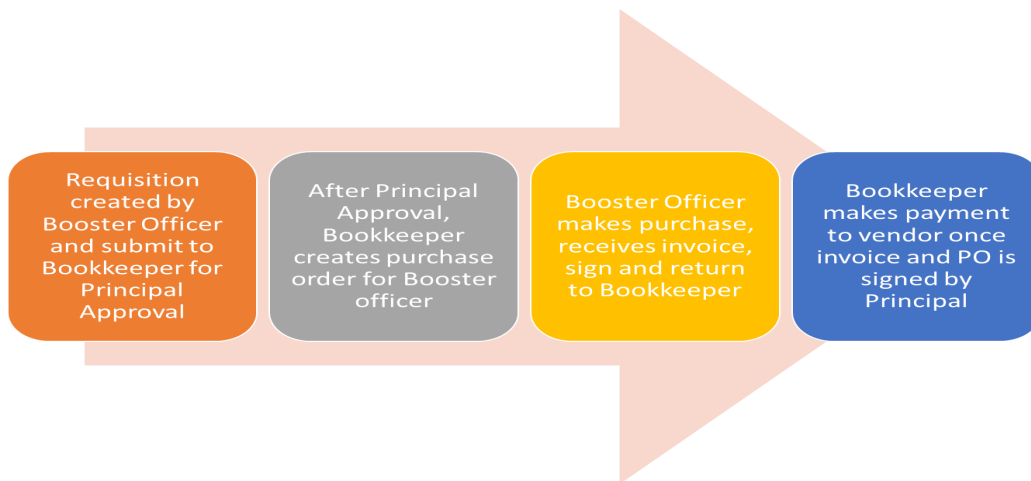 Requisition
created by
Booster Officer
and submit to
Bookkeeper for
Principal
Approval
After Principal
Approval,
Bookkeeper
creates purchase
order for Booster
officer
Booster Officer
makes purchase,
receives invoice,
sign and return
to Bookkeeper
Bookkeeper
makes payment
to vendor once
invoice and PO is
signed by
Principal